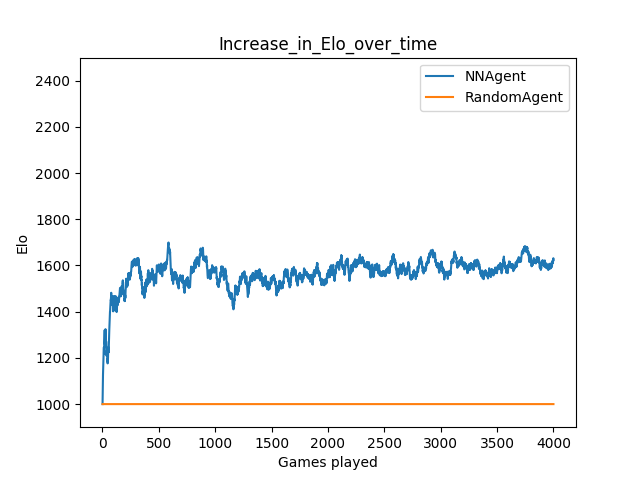 Increase_in_Elo_over_time
NNAgent
RandomAgent
2400
2200
2000
1800
1600
1400
1200
1000
Elo
0 500 1000 1500 2000 2500 3000 3500 4000
Games played